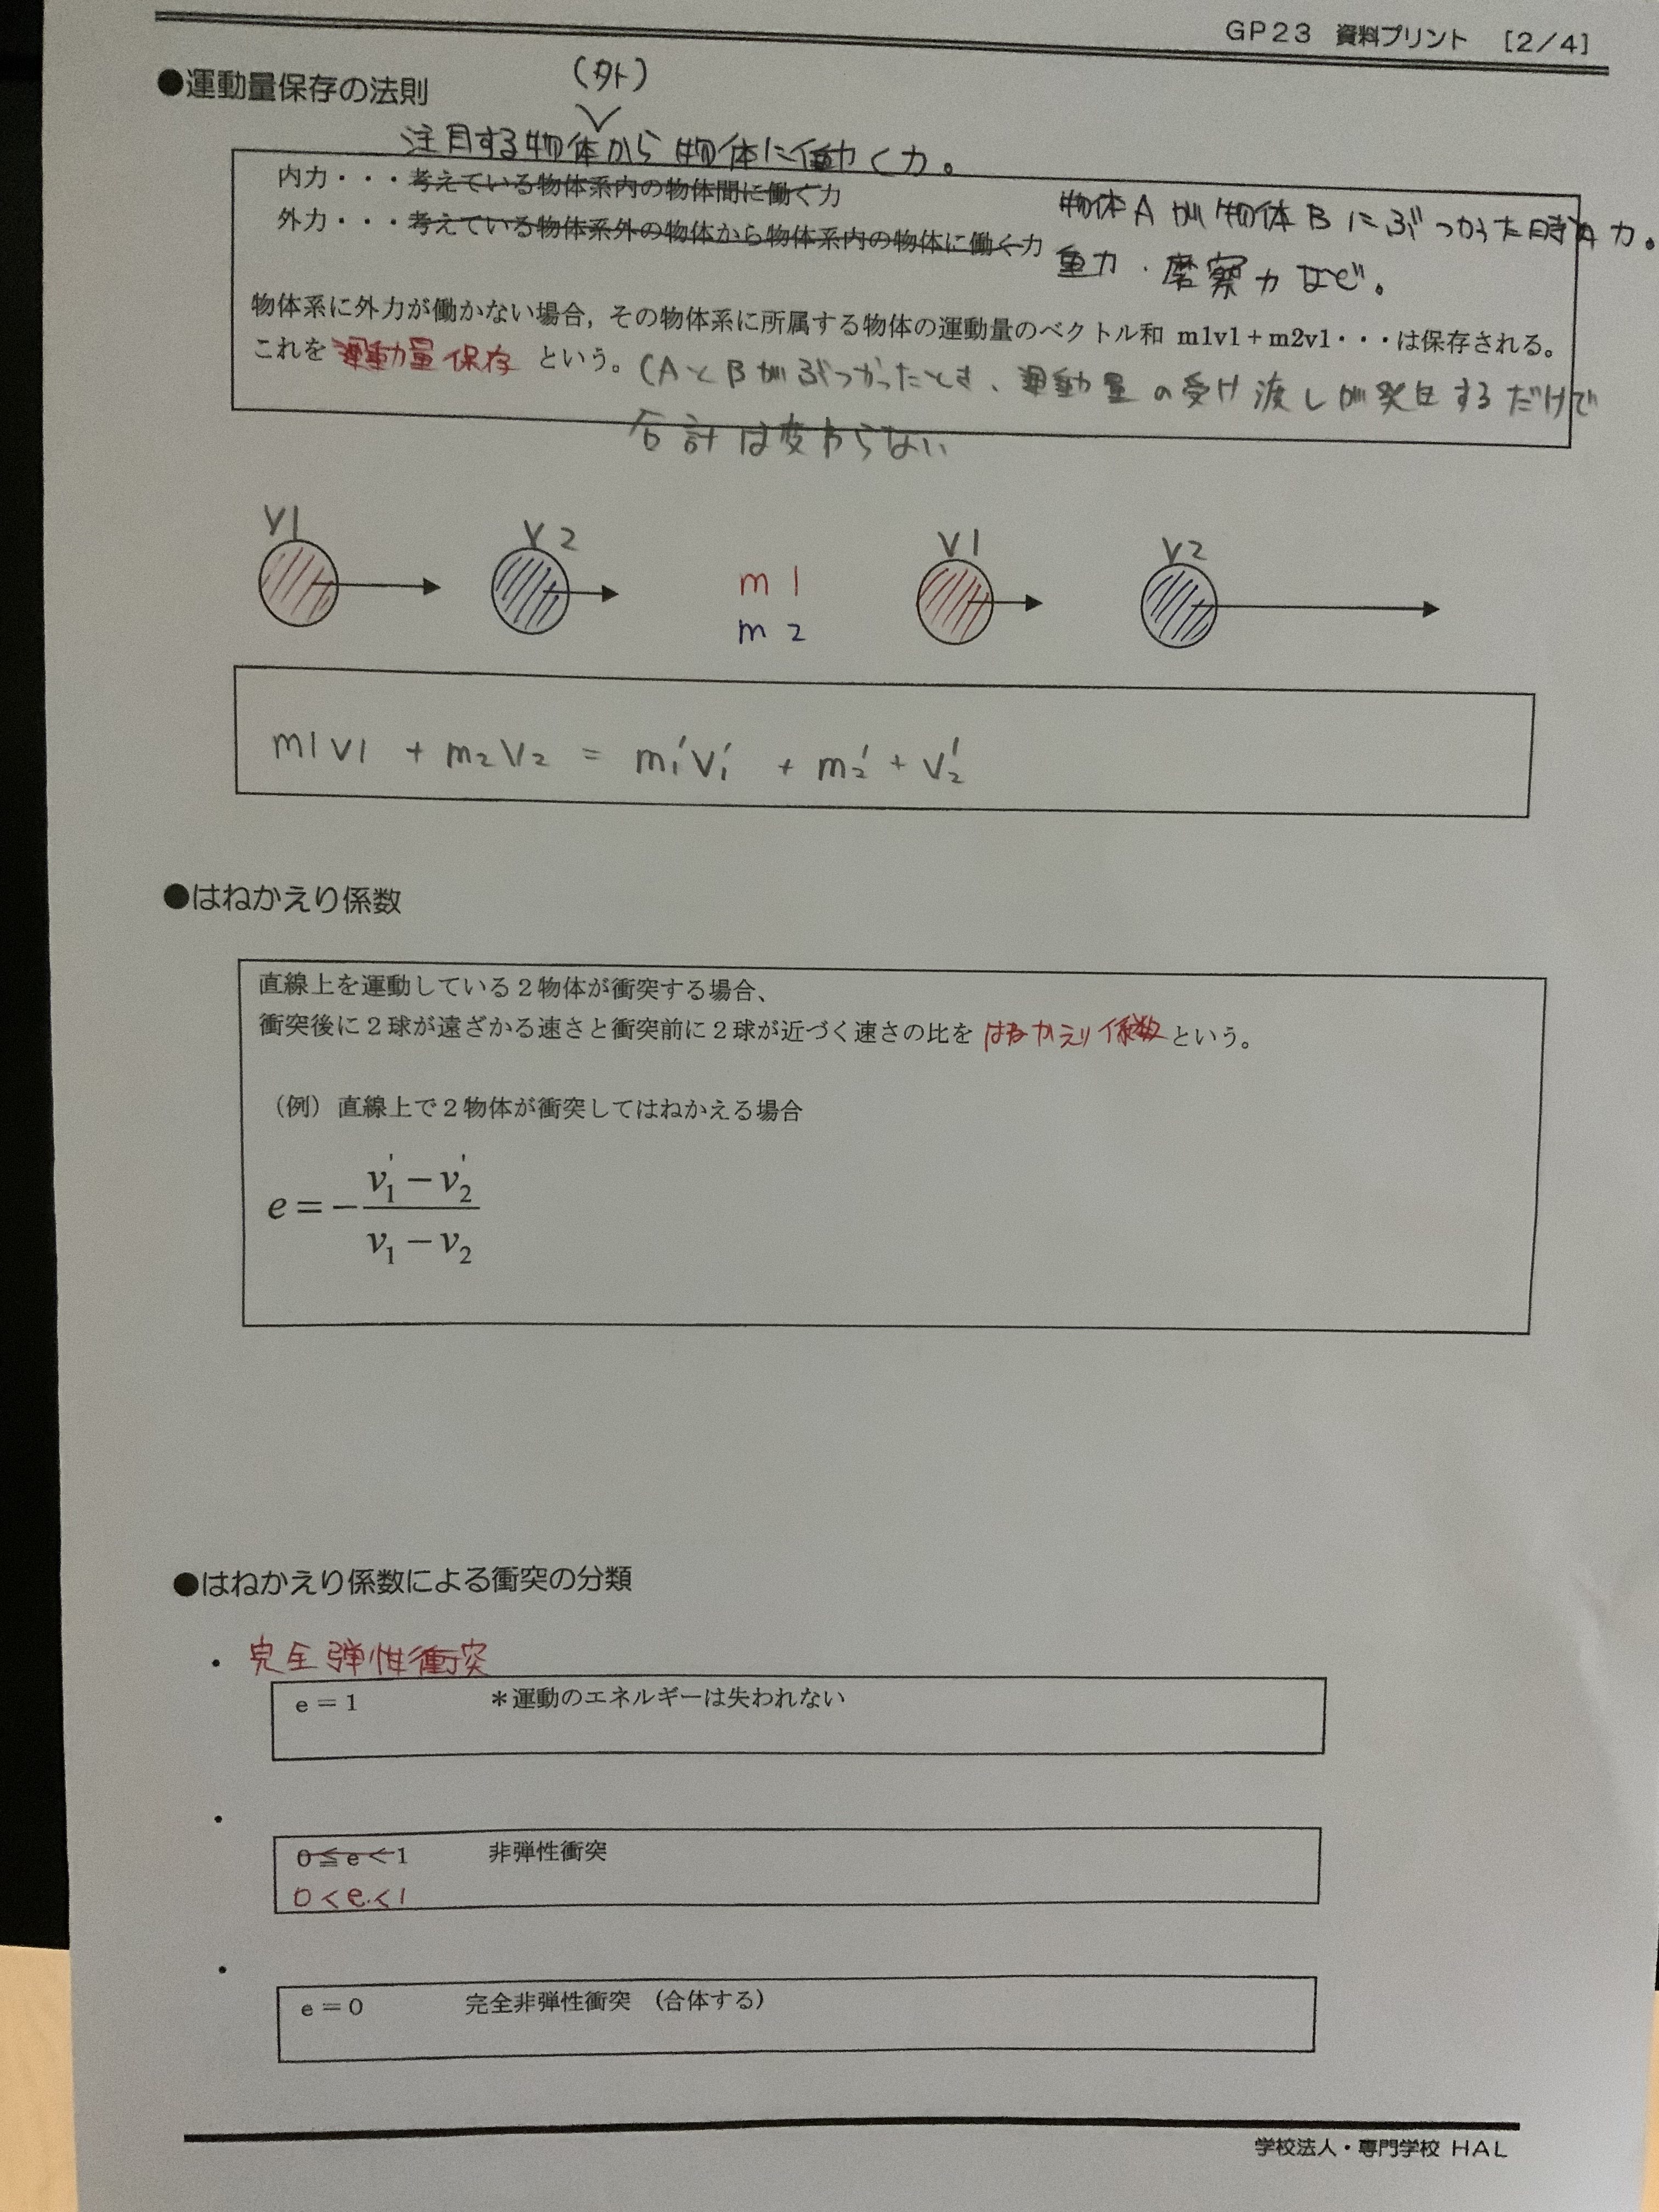 GP23 資料プリント [2/4]
●運動量保存の法則
(外)
注目する物体から物体に働く力。
内力・・・考えている物体系内の物体間に働く力
外力・・・考えている物体系外の物体から物体系内の物体に働く力
物体Aが物体Bにぶつかった時 力。
重力・摩察力など。
物体系に外力が働かない場合，その物体系に所属する物体の運動量のベクトル和 m1v1＋m2v1・・・は保存される。
これを 運動量保存 という。(AとBがぶつかったとき、運動量の受け渡しが発生するだけで
合計は変わらない
V1 V2 V1 V2
m1
m2
m1V1 + m2V2 = m1'V1' + m2' + V2'
●はねかえり係数
直線上を運動している２物体が衝突する場合、
衝突後に２球が遠ざかる速さと衝突前に２球が近づく速さの比を はねかえり係数 という。
（例）直線上で２物体が衝突してはねかえる場合
e = - (v1' - v2') / (v1 - v2)
●はねかえり係数による衝突の分類
・完全弾性衝突
e＝1 ＊運動のエネルギーは失われない
・
0≦e＜1 非弾性衝突
0<e<1
・
e＝0 完全非弾性衝突 （合体する）
学校法人・専門学校 HAL